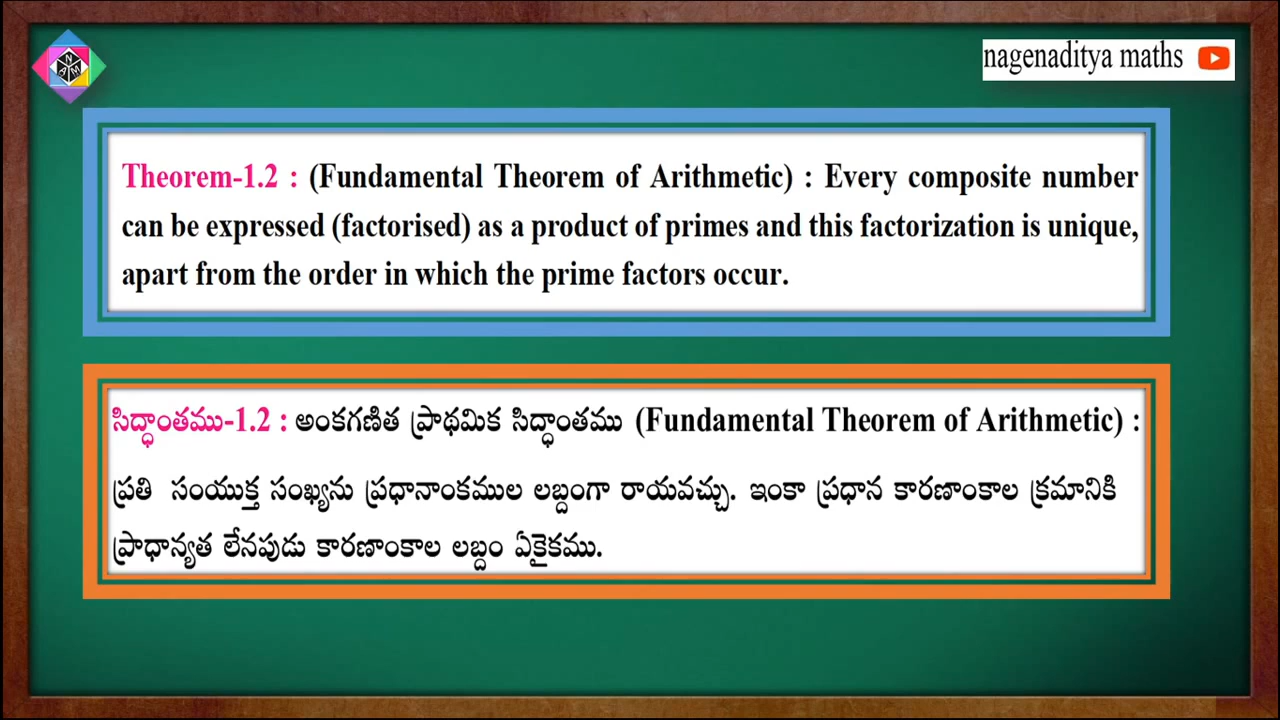 nagenaditya maths
N
A M
Theorem-1.2 : (Fundamental Theorem of Arithmetic) : Every composite number
can be expressed (factorised) as a product of primes and this factorization is unique,
apart from the order in which the prime factors occur.
సిద్ధాంతము-1.2 : అంకగణిత ప్రాథమిక సిద్ధాంతము (Fundamental Theorem of Arithmetic) :
ప్రతి సంయుక్త సంఖ్యను ప్రధానాంకముల లబ్దంగా రాయవచ్చు. ఇంకా ప్రధాన కారణాంకాల క్రమానికి
ప్రాధాన్యత లేనపుడు కారణాంకాల లబ్దం ఏకైకము.